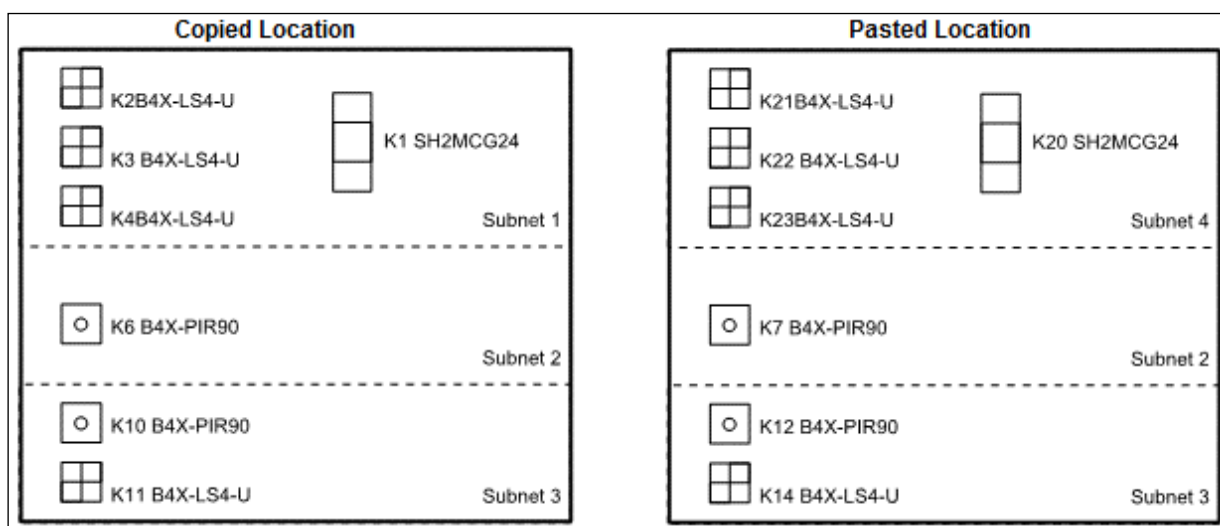 Copied Location
K2B4X-LS4-U
K1 SH2MCG24
K3 B4X-LS4-U
K4B4X-LS4-U
Subnet 1
K6 B4X-PIR90
Subnet 2
K10 B4X-PIR90
K11 B4X-LS4-U
Subnet 3
Pasted Location
K21B4X-LS4-U
K20 SH2MCG24
K22 B4X-LS4-U
K23B4X-LS4-U
Subnet 4
K7 B4X-PIR90
Subnet 2
K12 B4X-PIR90
K14 B4X-LS4-U
Subnet 3